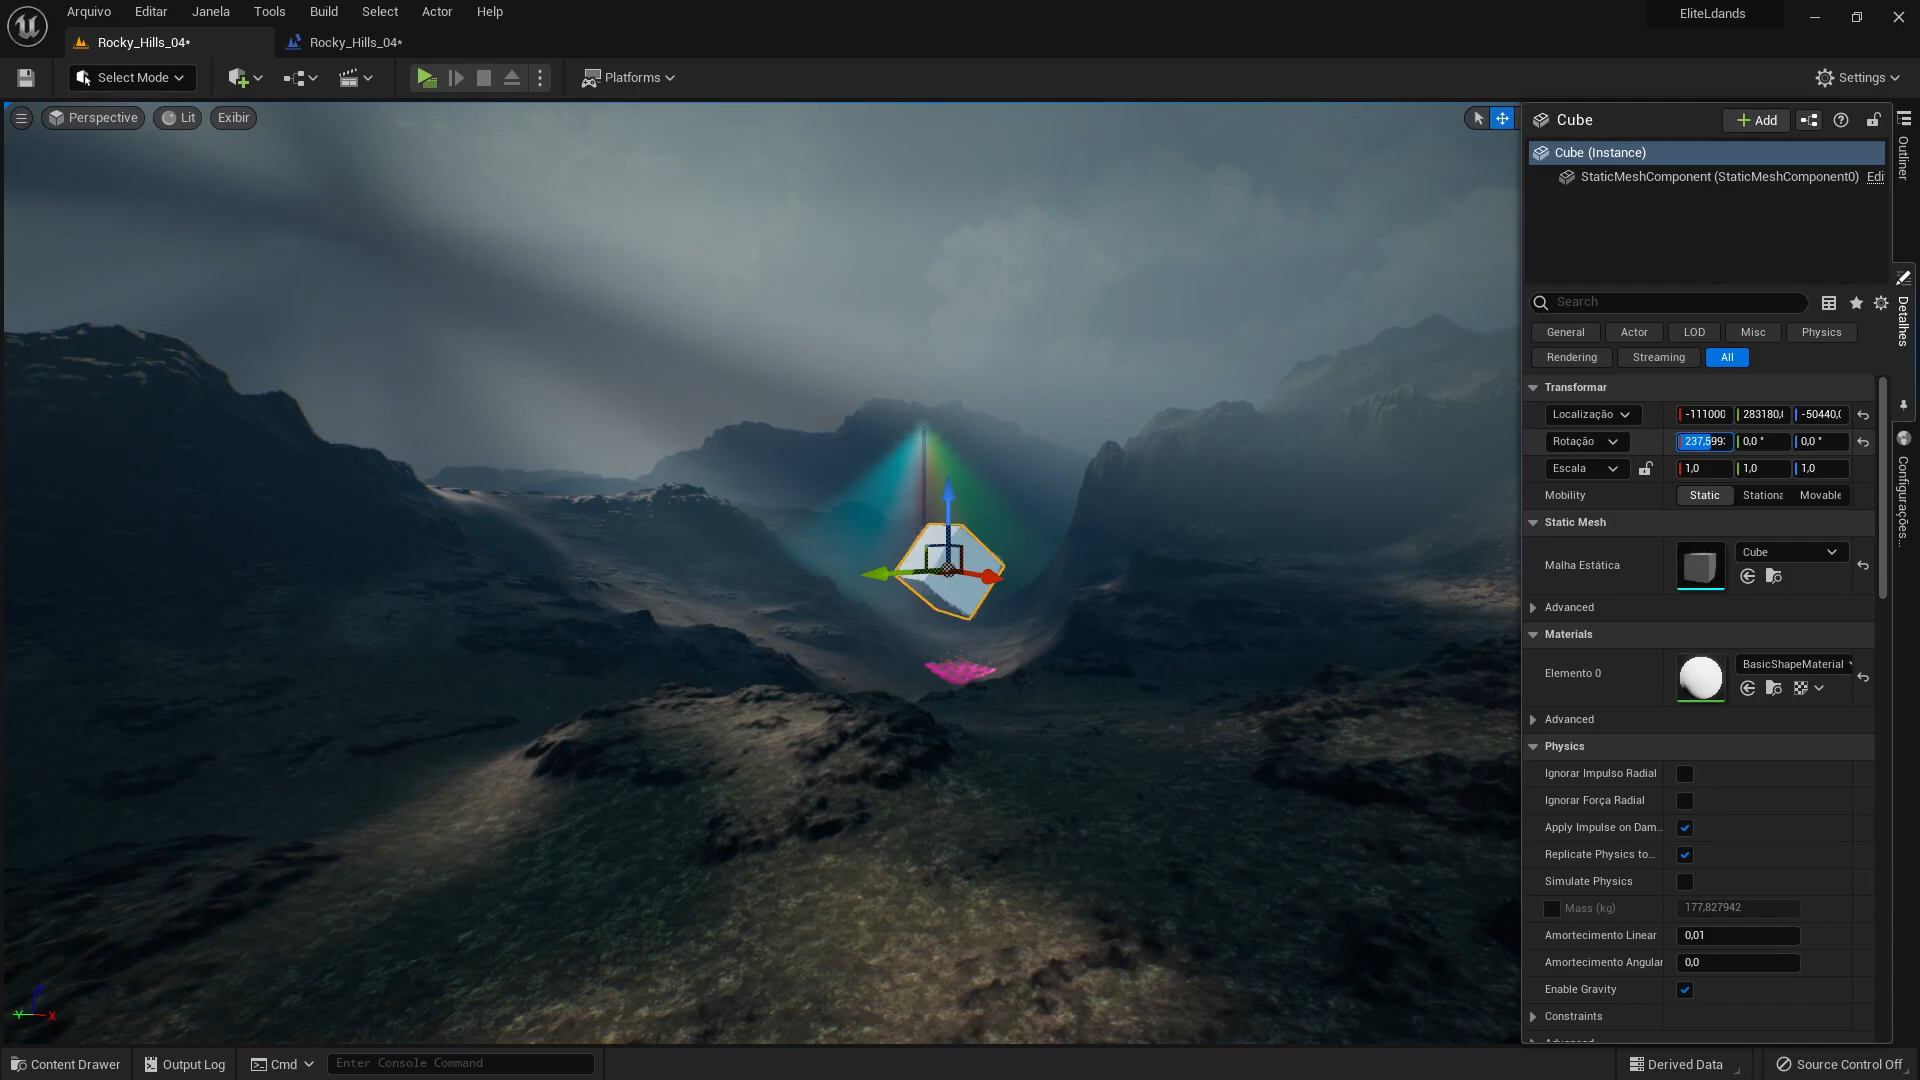 Arquivo Editar Janela Tools Build Select Actor Help
EliteLdands
Rocky_Hills_04*
Rocky_Hills_04*
Select Mode
Platforms
Settings
Perspective
Lit
Exibir
Cube
Add
Cube (Instance)
StaticMeshComponent (StaticMeshComponent0) Edi
Outliner
Search
Detalhes
General Actor LOD Misc Physics
Rendering Streaming All
Transformar
Localização -111000 283180, -50440,
Rotação 237,599 0,0 ° 0,0 °
Escala 1,0 1,0 1,0
Mobility Static Stationa Movable
Configurações...
Static Mesh
Malha Estática Cube
Advanced
Materials
Elemento 0 BasicShapeMaterial
Advanced
Physics
Ignorar Impulso Radial
Ignorar Força Radial
Apply Impulse on Dam...
Replicate Physics to...
Simulate Physics
Mass (kg) 177,827942
Amortecimento Linear 0,01
Amortecimento Angular 0,0
Enable Gravity
Constraints
Y X
Content Drawer Output Log Cmd Enter Console Command Derived Data Source Control Off